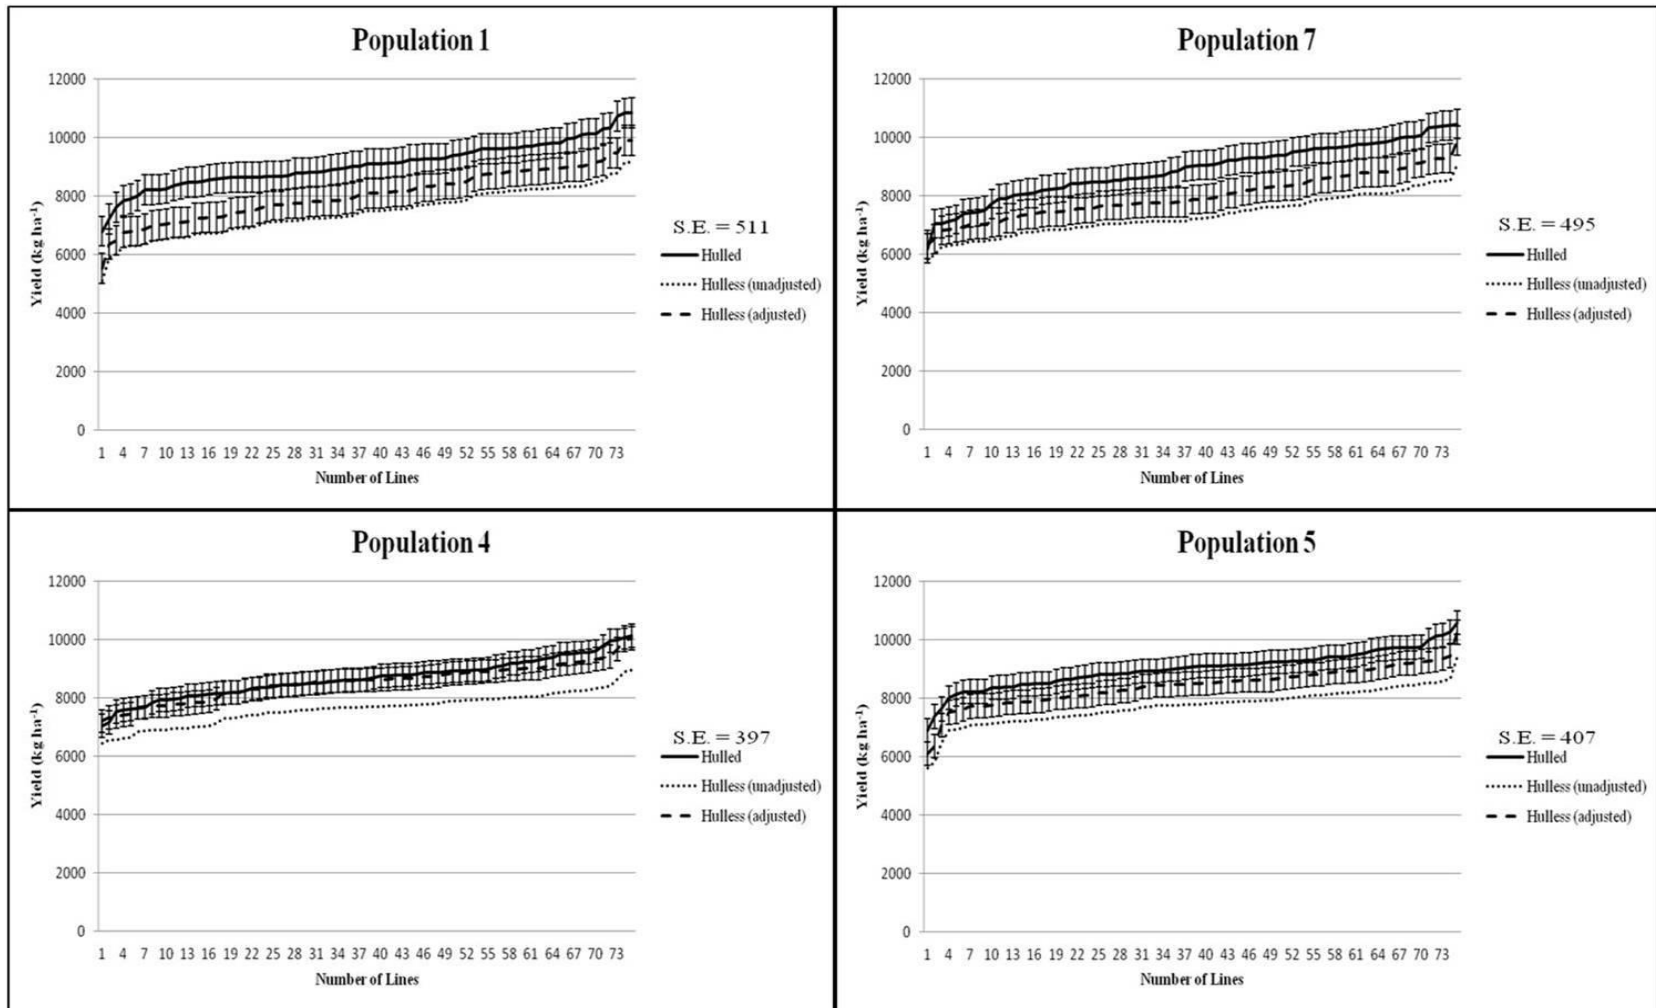 Population 1
12000
10000
8000
6000
4000
2000
0
Yield (kg ha-1)
1 4 7 10 13 16 19 22 25 28 31 34 37 40 43 46 49 52 55 58 61 64 67 70 73
Number of Lines
S.E. = 511
Hulled
Hulless (unadjusted)
Hulless (adjusted)
Population 7
12000
10000
8000
6000
4000
2000
0
Yield (kg ha-1)
1 4 7 10 13 16 19 22 25 28 31 34 37 40 43 46 49 52 55 58 61 64 67 70 73
Number of Lines
S.E. = 495
Hulled
Hulless (unadjusted)
Hulless (adjusted)
Population 4
12000
10000
8000
6000
4000
2000
0
Yield (kg ha-1)
1 4 7 10 13 16 19 22 25 28 31 34 37 40 43 46 49 52 55 58 61 64 67 70 73
Number of Lines
S.E. = 397
Hulled
Hulless (unadjusted)
Hulless (adjusted)
Population 5
12000
10000
8000
6000
4000
2000
0
Yield (kg ha-1)
1 4 7 10 13 16 19 22 25 28 31 34 37 40 43 46 49 52 55 58 61 64 67 70 73
Number of Lines
S.E. = 407
Hulled
Hulless (unadjusted)
Hulless (adjusted)